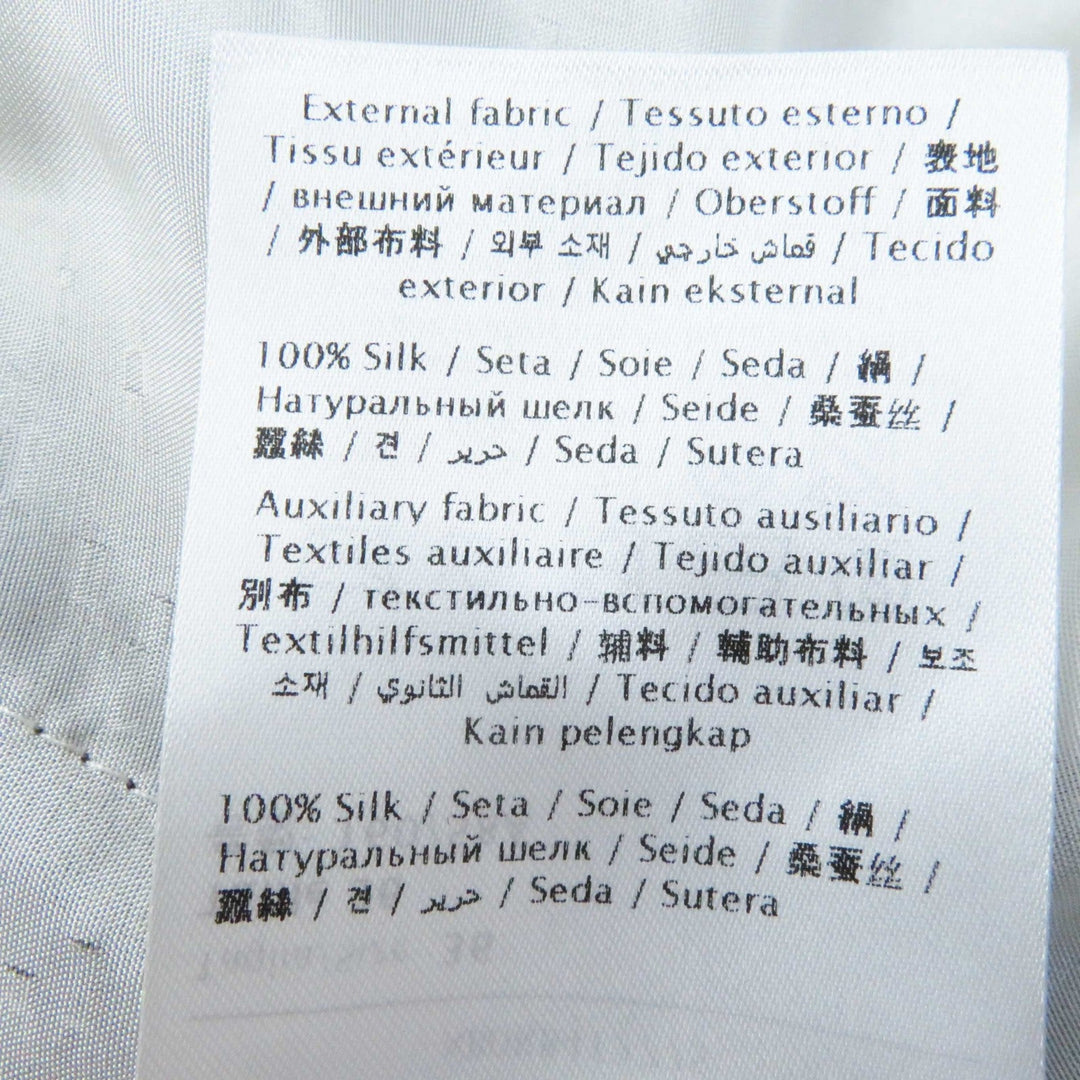 External fabric / Tessuto esterno /
Tissu extérieur / Tejido exterior / 表地
/ внешний материал / Oberstoff / 面料
/ 外部布料 / 외부 소재 / قماش خارجي / Tecido
exterior / Kain eksternal
100% Silk / Seta / Soie / Seda / 絹 /
Натуральный шелк / Seide / 桑蚕丝 /
蠶絲 / 견 / حرير / Seda / Sutera
Auxiliary fabric / Tessuto ausiliario /
Textiles auxiliaire / Tejido auxiliar /
別布 / текстильно-вспомогательных /
Textilhilfsmittel / 辅料 / 輔助布料 / 보조
소재 / القماش الثانوي / Tecido auxiliar /
Kain pelengkap
100% Silk / Seta / Soie / Seda / 絹 /
Натуральный шелк / Seide / 桑蚕丝 /
蠶絲 / 견 / حرير / Seda / Sutera